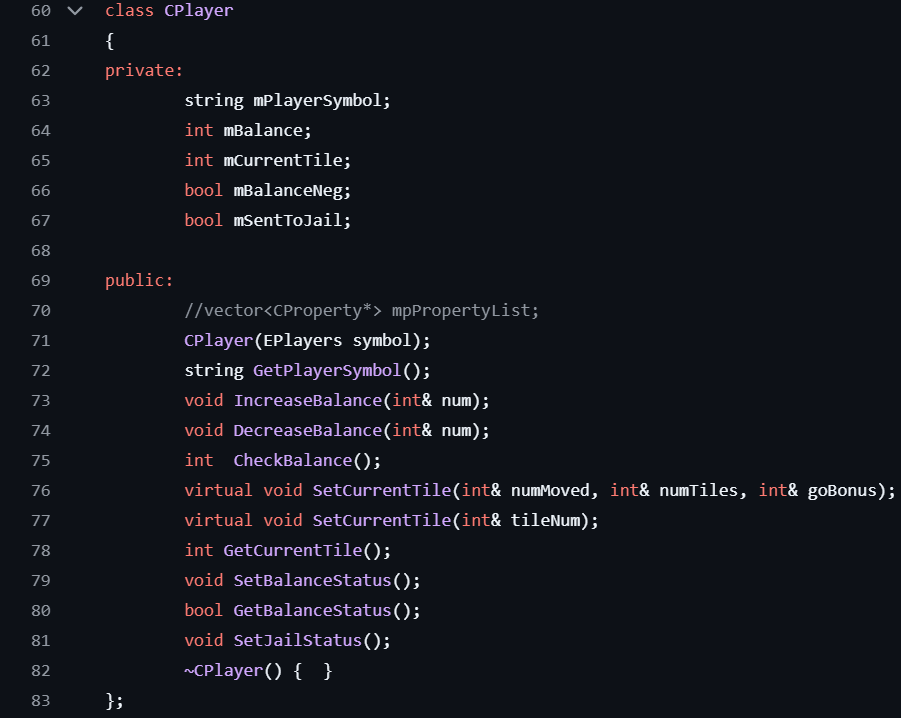 60 class CPlayer
61 {
62 private:
63 string mPlayerSymbol;
64 int mBalance;
65 int mCurrentTile;
66 bool mBalanceNeg;
67 bool mSentToJail;
68
69 public:
70 //vector<CProperty*> mpPropertyList;
71 CPlayer(EPlayers symbol);
72 string GetPlayerSymbol();
73 void IncreaseBalance(int& num);
74 void DecreaseBalance(int& num);
75 int  CheckBalance();
76 virtual void SetCurrentTile(int& numMoved, int& numTiles, int& goBonus);
77 virtual void SetCurrentTile(int& tileNum);
78 int GetCurrentTile();
79 void SetBalanceStatus();
80 bool GetBalanceStatus();
81 void SetJailStatus();
82 ~CPlayer() {  }
83 };